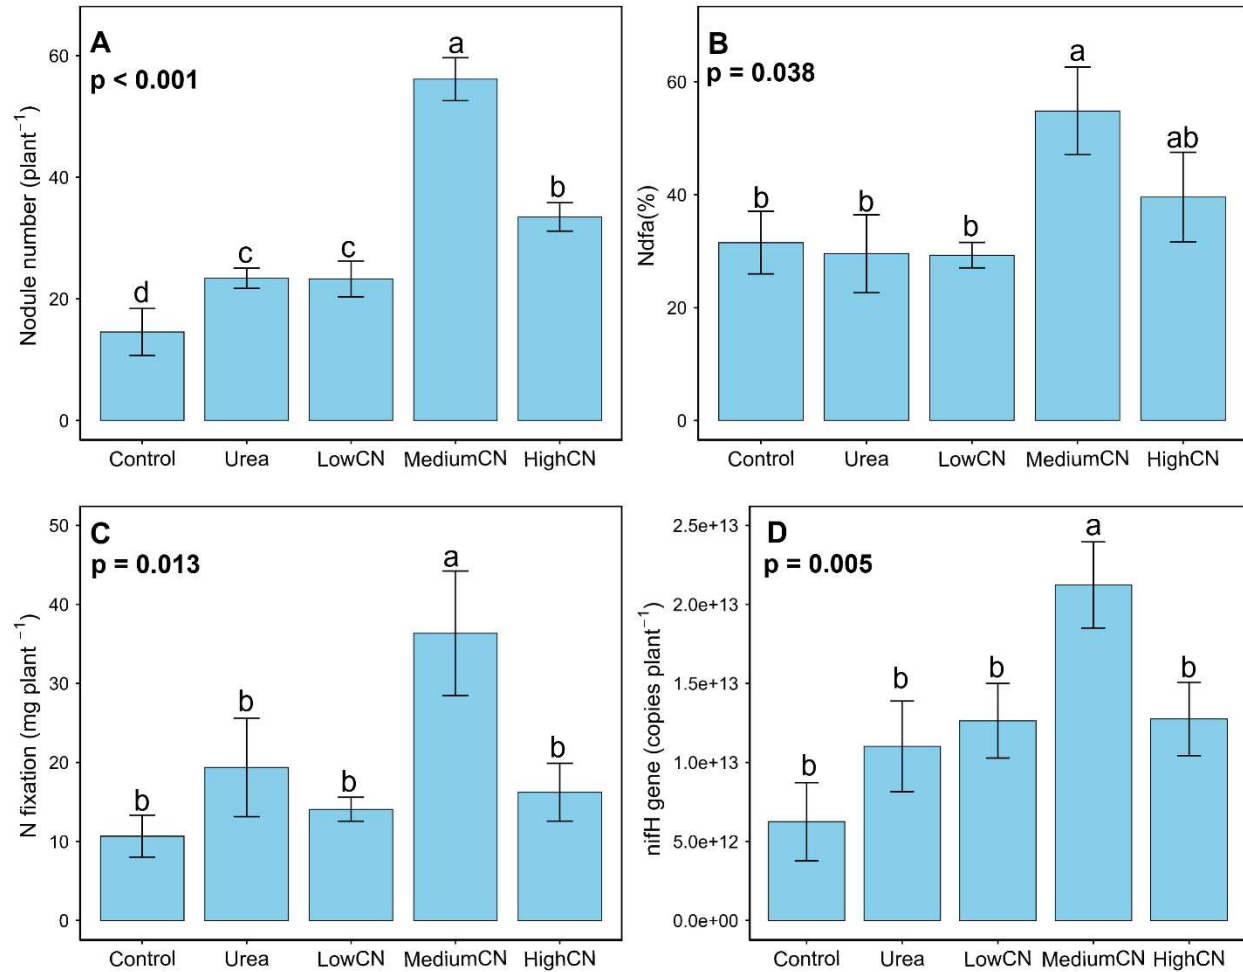 A
p < 0.001
Nodule number (plant⁻¹)
60
40
20
0
d
c
c
a
b
Control Urea LowCN MediumCN HighCN
B
p = 0.038
Ndfa(%)
60
40
20
0
b
b
b
a
ab
Control Urea LowCN MediumCN HighCN
C
p = 0.013
N fixation (mg plant ⁻¹)
50
40
30
20
10
0
b
b
b
a
b
Control Urea LowCN MediumCN HighCN
D
p = 0.005
nifH gene (copies plant⁻¹)
2.5e+13
2.0e+13
1.5e+13
1.0e+13
5.0e+12
0.0e+00
b
b
b
a
b
Control Urea LowCN MediumCN HighCN